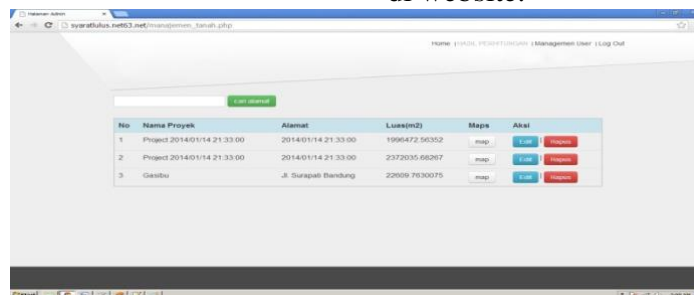 di website.
Halaman Admin
syaratlulus.net63.net/manajemen_tanah.php
Home | HASIL PERHITUNGAN | Managemen User | Log Out
cari alamat
No Nama Proyek Alamat Luas(m2) Maps Aksi
1 Project 2014/01/14 21:33:00 2014/01/14 21:33:00 1996472.56352 map Edit | Hapus
2 Project 2014/01/14 21:33:00 2014/01/14 21:33:00 2372035.68267 map Edit | Hapus
3 Gasibu Jl. Surapati Bandung 22609.7630075 map Edit | Hapus